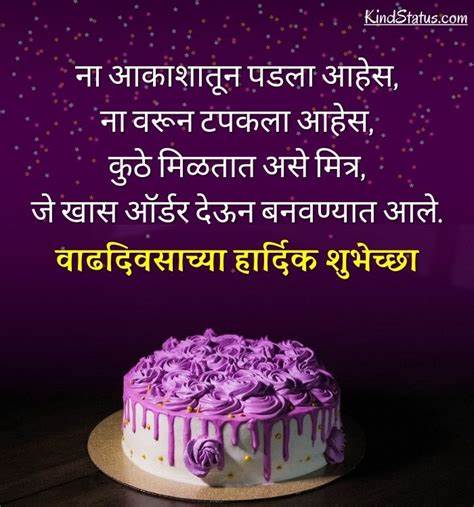 KindStatus.com
ना आकाशातून पडला आहेस,
ना वरून टपकला आहेस,
कुठे मिळतात असे मित्र,
जे खास ऑर्डर देऊन बनवण्यात आले.
वाढदिवसाच्या हार्दिक शुभेच्छा